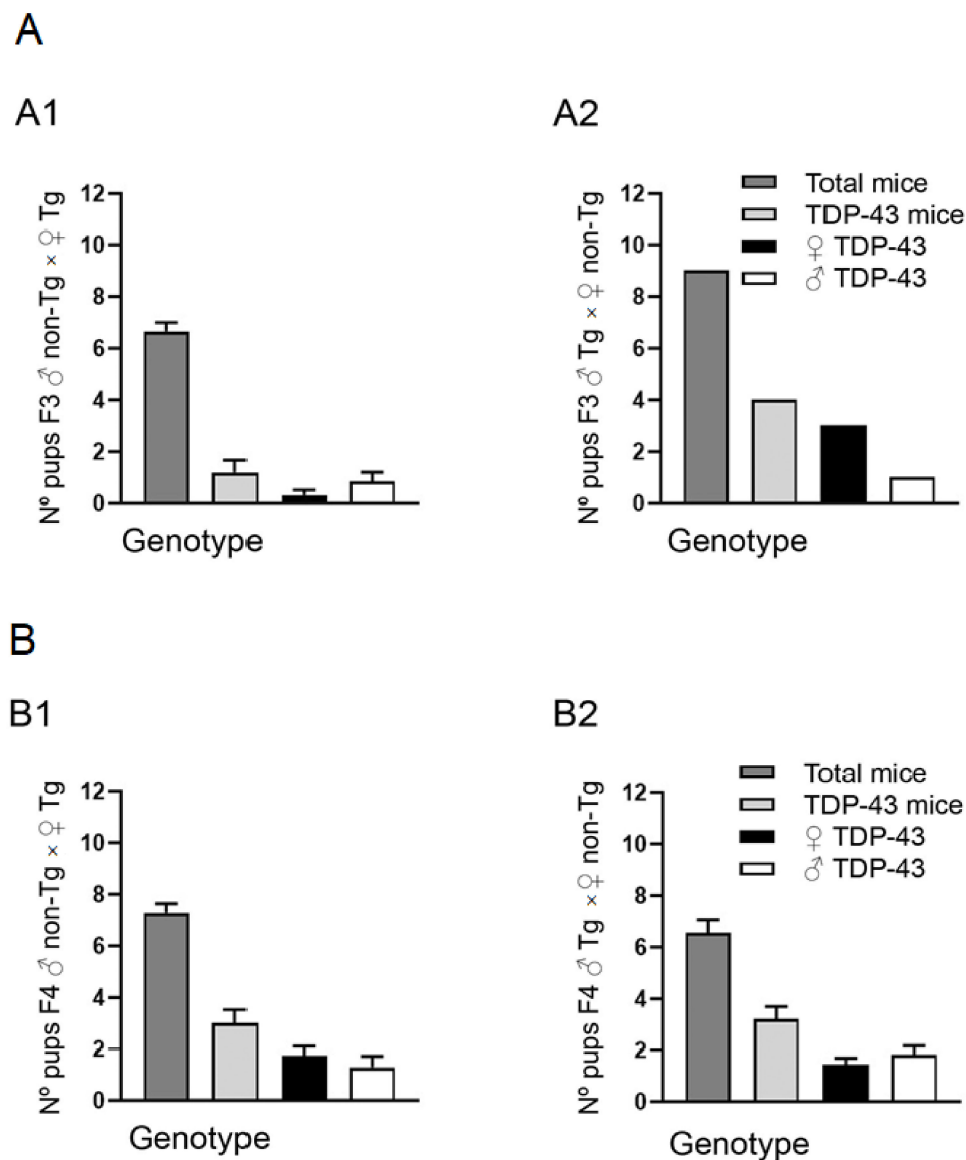 A
A1
Nº pups F3 ♂ non-Tg × ♀ Tg
12
10
8
6
4
2
0
Genotype
A2
Nº pups F3 ♂ Tg × ♀ non-Tg
12
10
8
6
4
2
0
Total mice
TDP-43 mice
♀ TDP-43
♂ TDP-43
Genotype
B
B1
Nº pups F4 ♂ non-Tg × ♀ Tg
12
10
8
6
4
2
0
Genotype
B2
Nº pups F4 ♂ Tg × ♀ non-Tg
12
10
8
6
4
2
0
Total mice
TDP-43 mice
♀ TDP-43
♂ TDP-43
Genotype